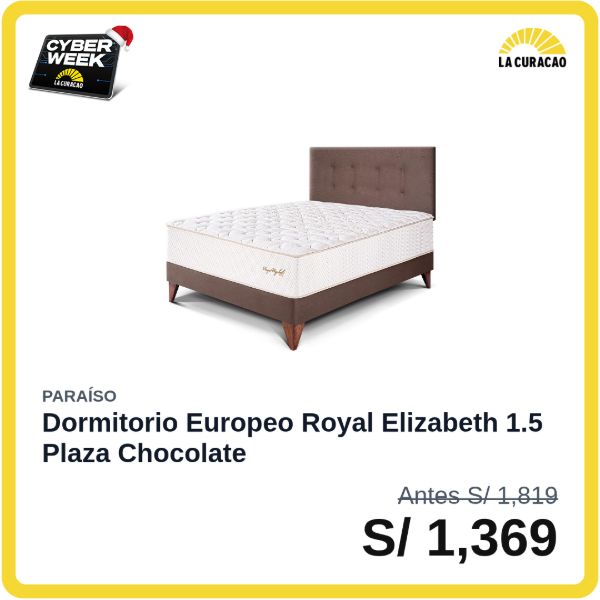 CYBER
WEEK
LA CURACAO
LA CURACAO
PARAÍSO
Dormitorio Europeo Royal Elizabeth 1.5
Plaza Chocolate
Antes S/ 1,819
S/ 1,369